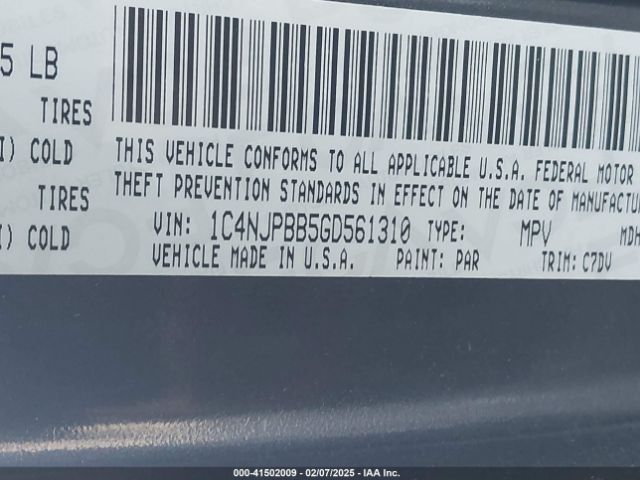 5 LB
TIRES
I) COLD
TIRES
I) COLD
THIS VEHICLE CONFORMS TO ALL APPLICABLE U.S.A. FEDERAL MOTOR
THEFT PREVENTION STANDARDS IN EFFECT ON THE DATE OF MANUFACTUR
VIN: 1C4NJPBB5GD561310 TYPE: MPV MDH
VEHICLE MADE IN U.S.A. PAINT: PAR TRIM: C7DV
000-41502009 - 02/07/2025 - IAA Inc.